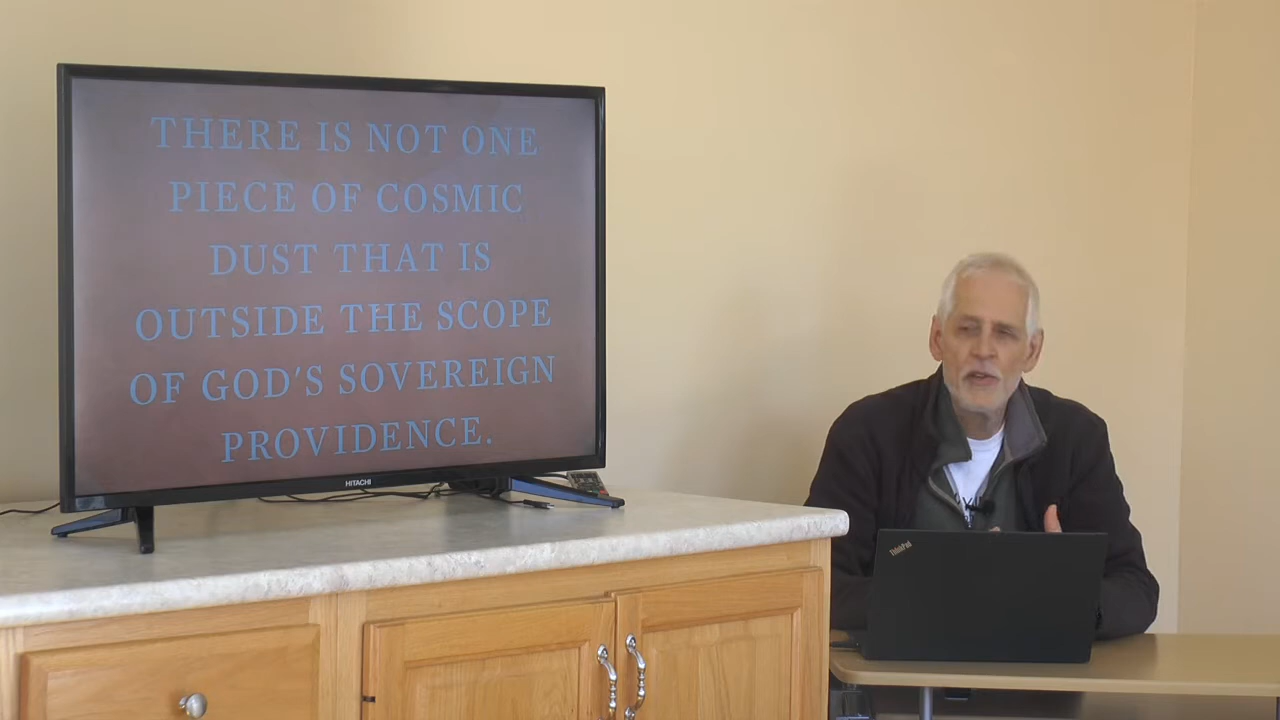 THERE IS NOT ONE
PIECE OF COSMIC
DUST THAT IS
OUTSIDE THE SCOPE
OF GOD'S SOVEREIGN
PROVIDENCE.
HITACHI
ThinkPad